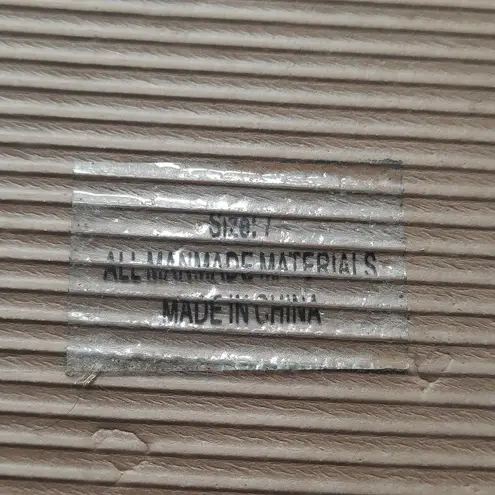 Size: 7
ALL MANMADE MATERIALS
MADE IN CHINA